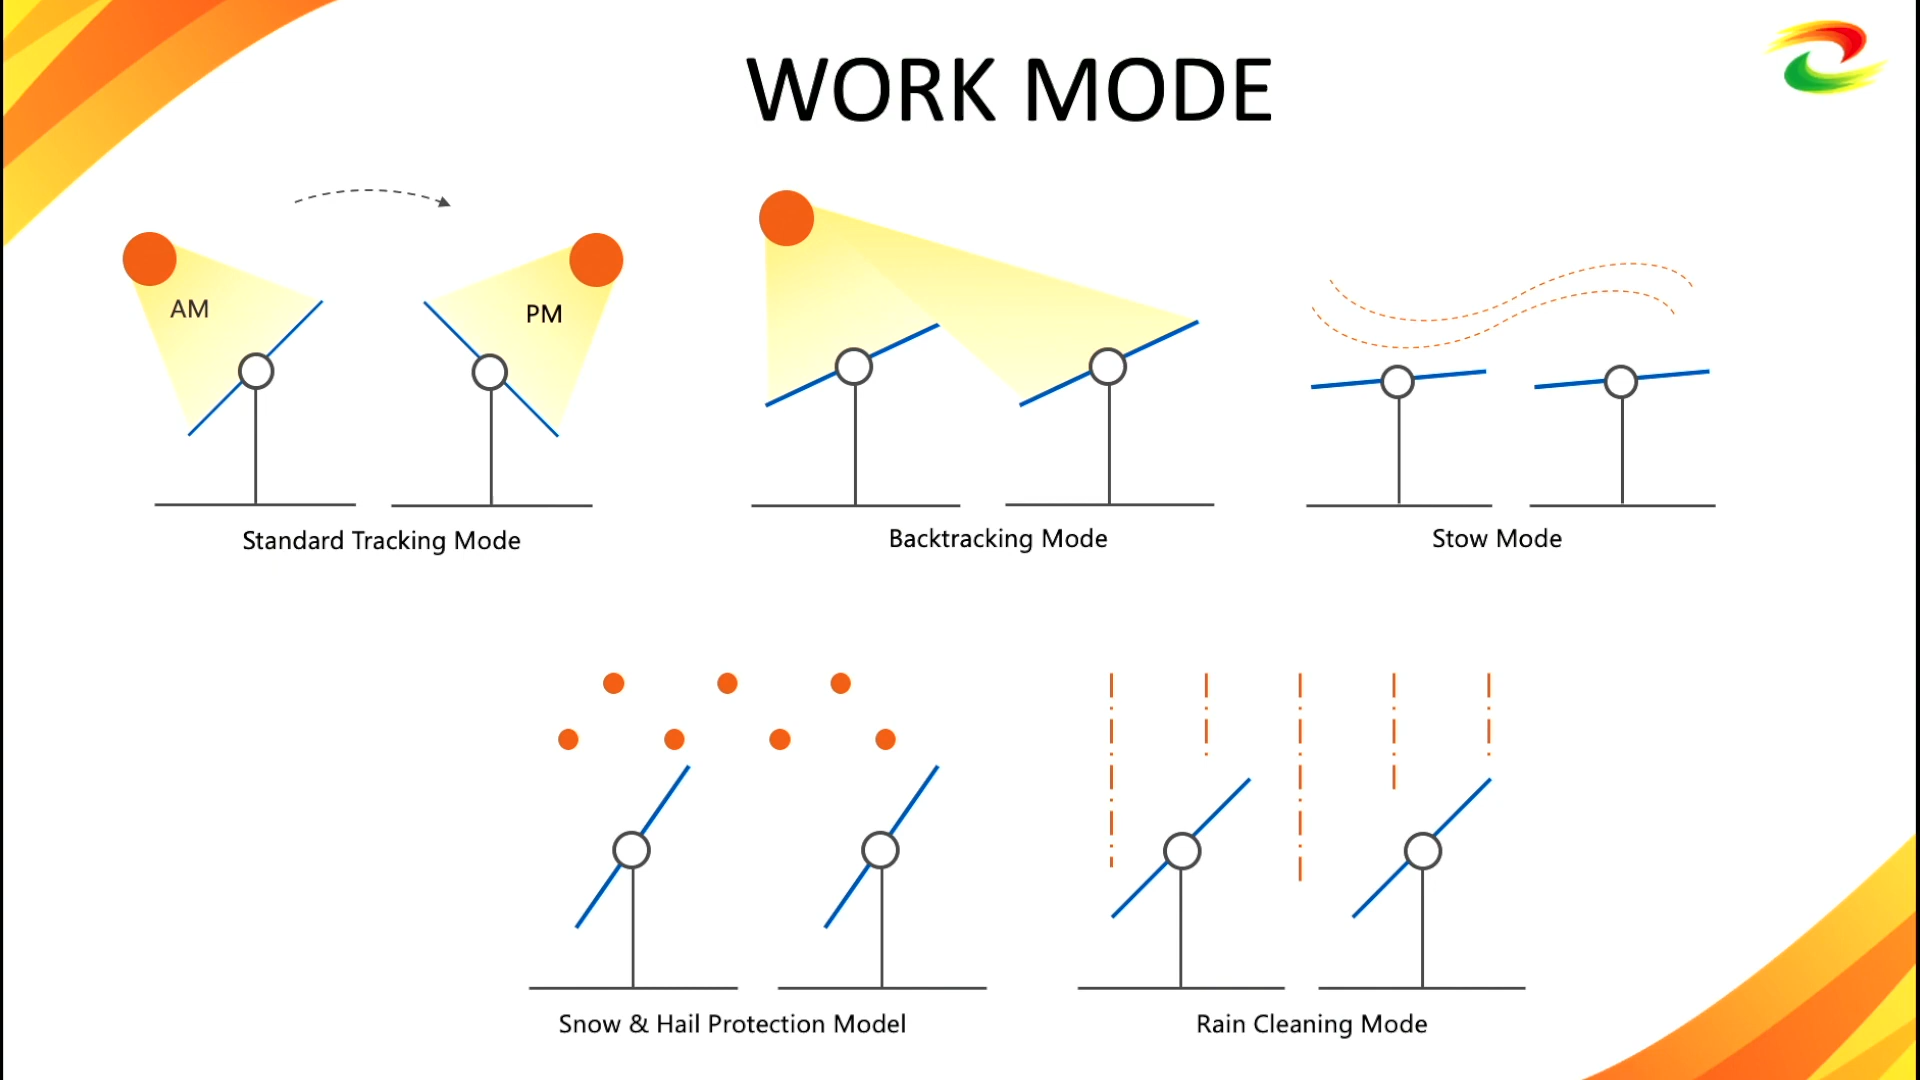 WORK MODE
AM
PM
Standard Tracking Mode
Backtracking Mode
Stow Mode
Snow & Hail Protection Model
Rain Cleaning Mode